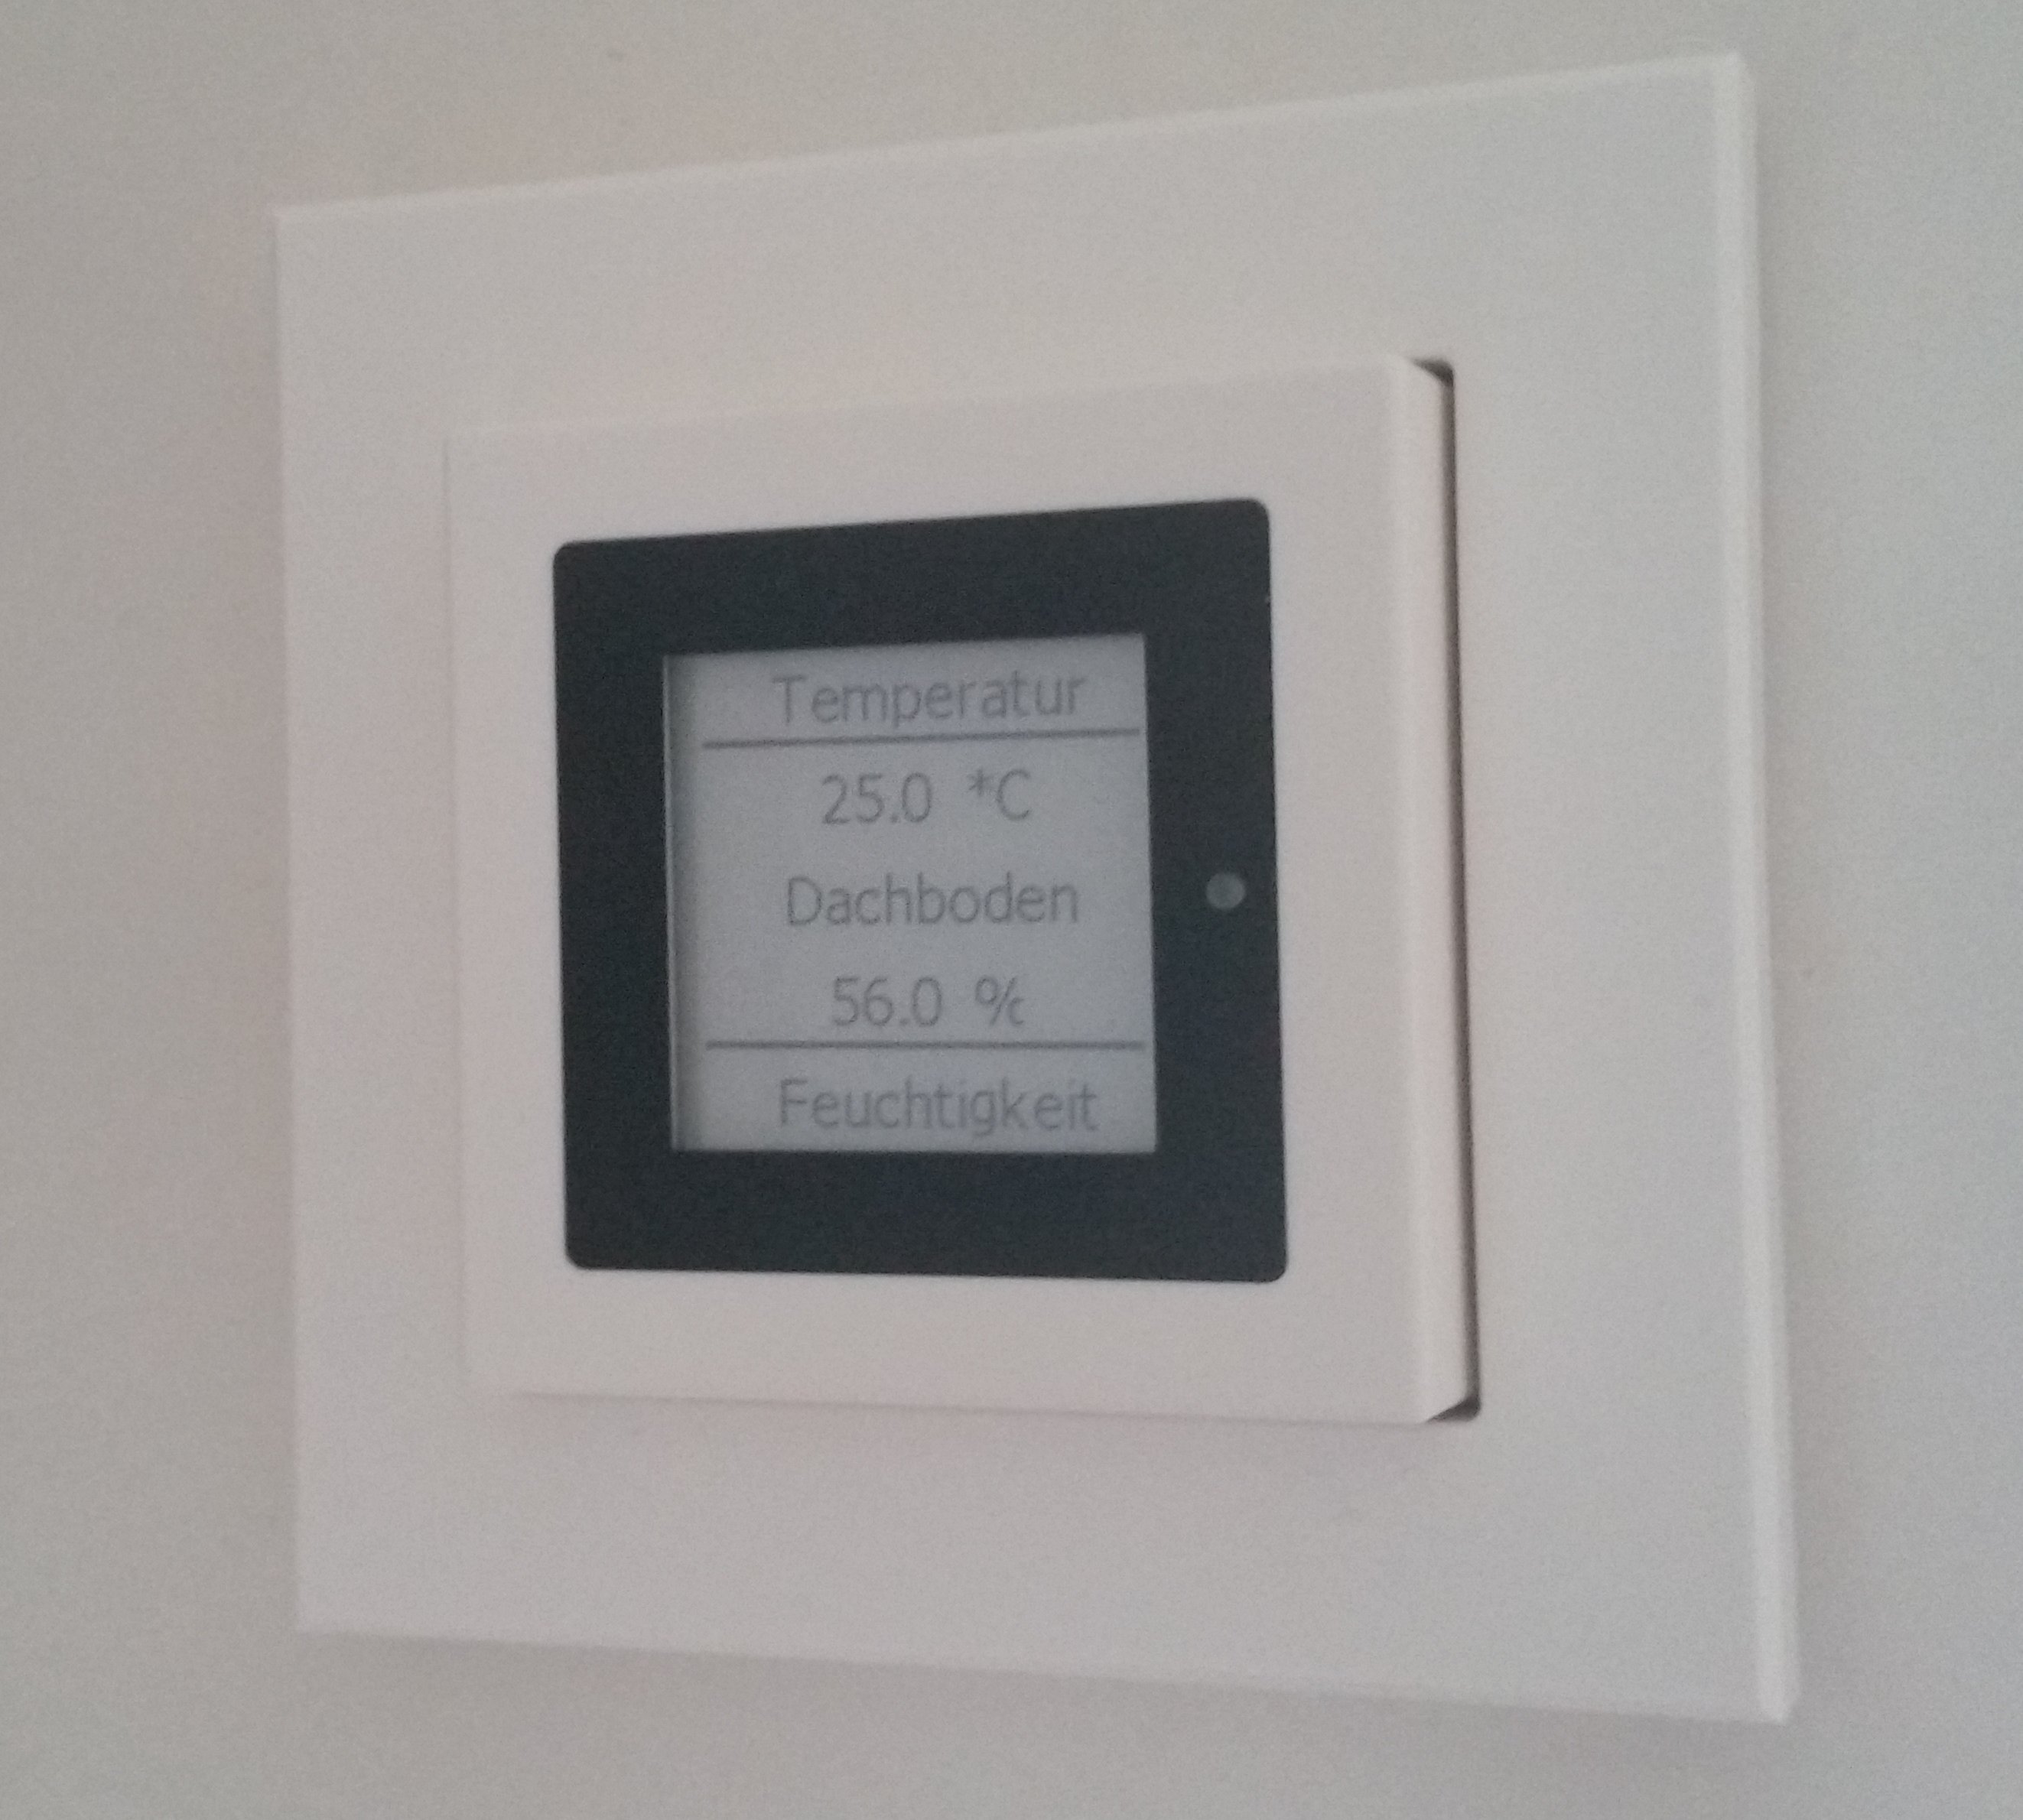 Temperatur
25.0 *C
Dachboden
56.0 %
Feuchtigkeit